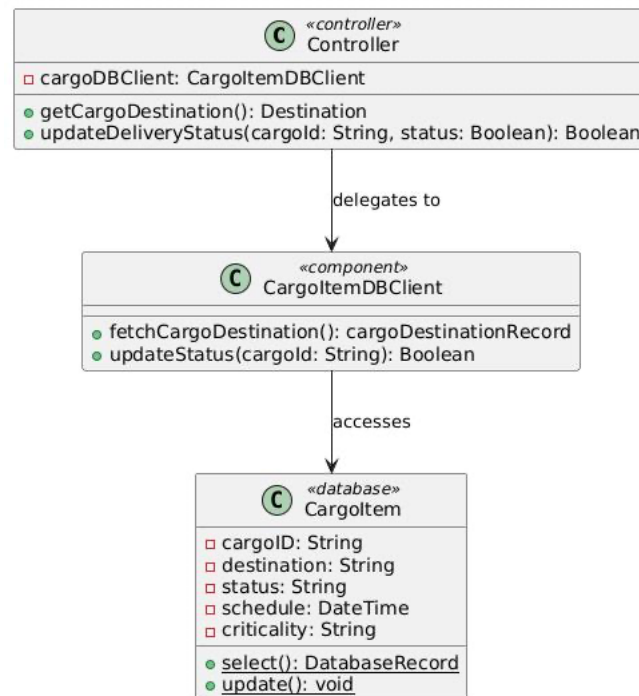 C «controller»
Controller
cargoDBClient: CargoItemDBClient
getCargoDestination(): Destination
updateDeliveryStatus(cargoId: String, status: Boolean): Boolean
delegates to
C «component»
CargoItemDBClient
fetchCargoDestination(): cargoDestinationRecord
updateStatus(cargoId: String): Boolean
accesses
C «database»
CargoItem
cargoID: String
destination: String
status: String
schedule: DateTime
criticality: String
select(): DatabaseRecord
update(): void